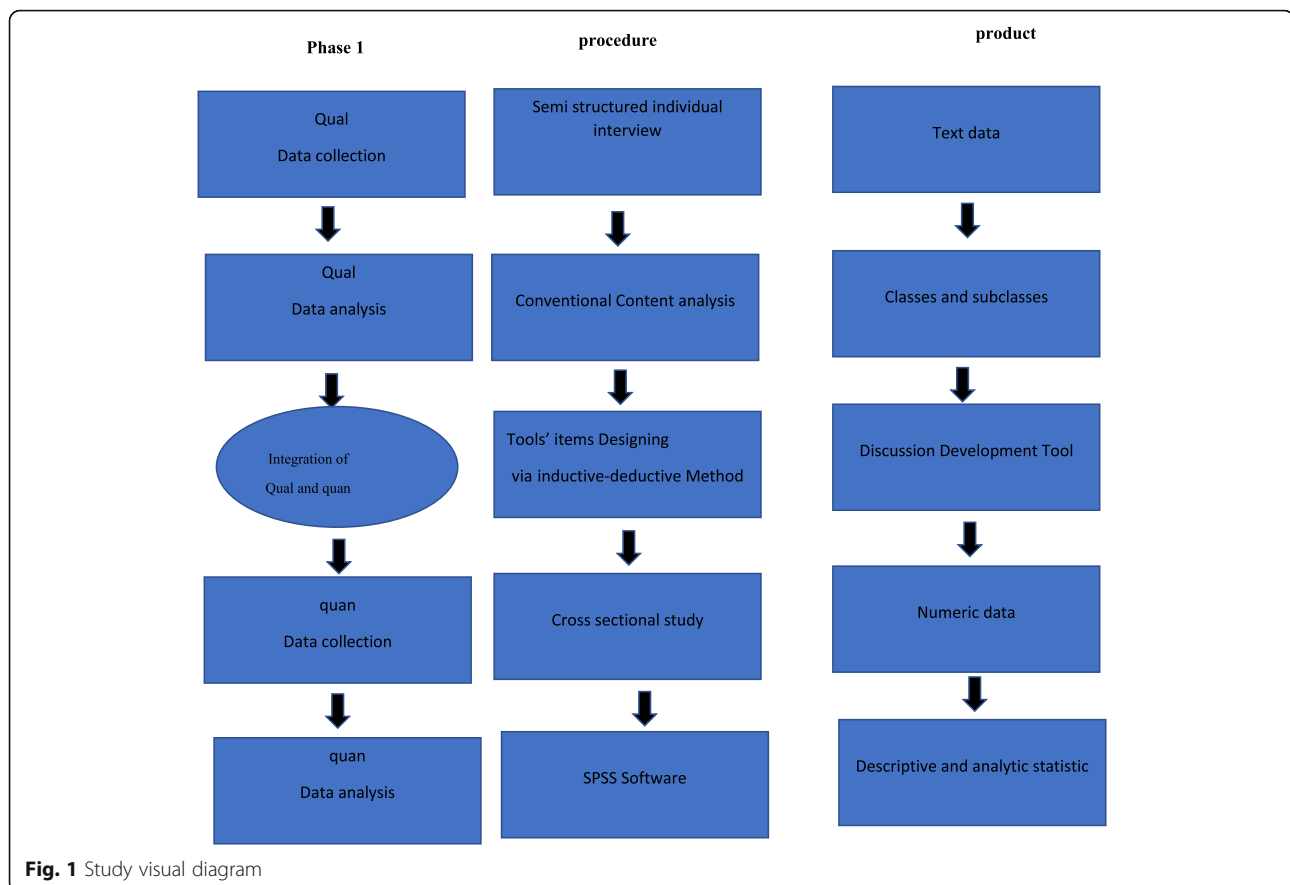 Phase 1
procedure
product
Qual
Data collection
Semi structured individual
interview
Text data
Qual
Data analysis
Conventional Content analysis
Classes and subclasses
Integration of
Qual and quan
Tools’ items Designing
via inductive-deductive Method
Discussion Development Tool
quan
Data collection
Cross sectional study
Numeric data
quan
Data analysis
SPSS Software
Descriptive and analytic statistic
Fig. 1 Study visual diagram